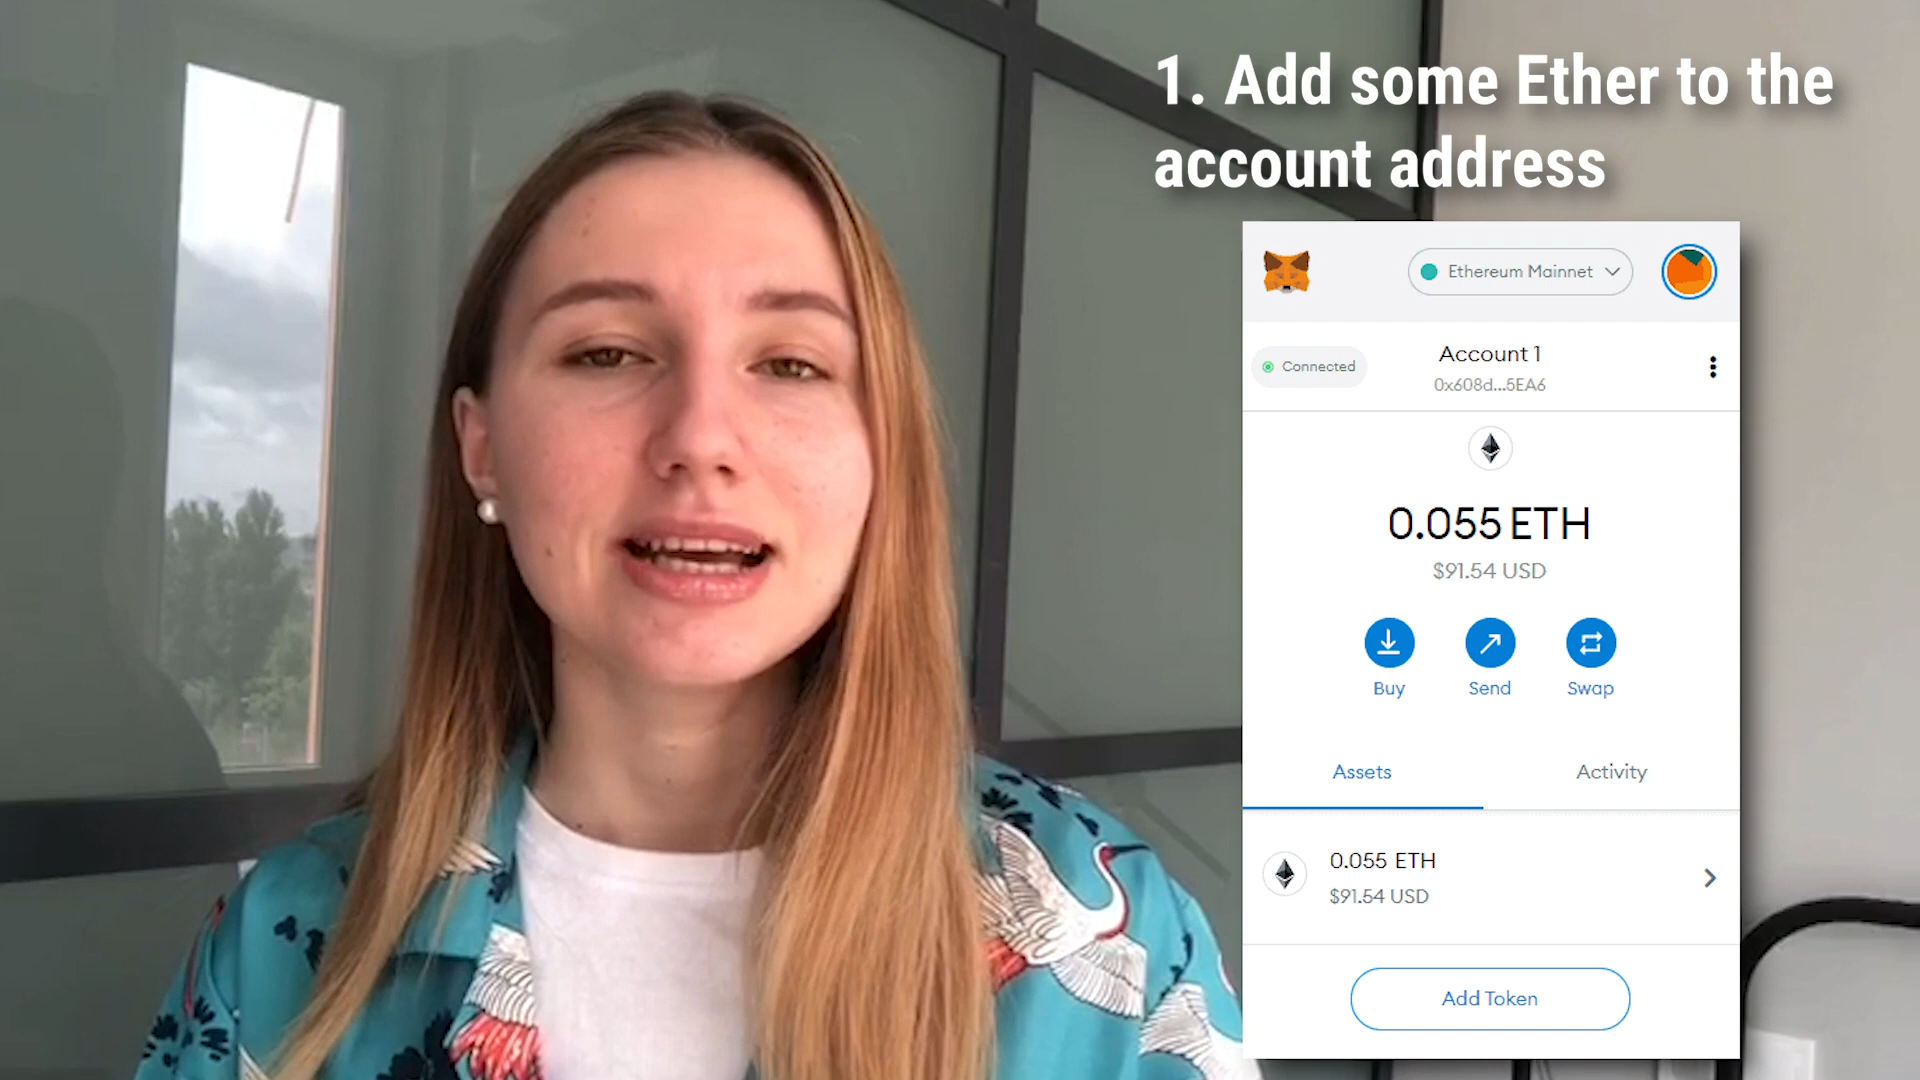 1. Add some Ether to the
account address
Ethereum Mainnet
Connected
Account 1
0x608d...5EA6
0.055 ETH
$91.54 USD
Buy
Send
Swap
Assets
Activity
0.055 ETH
$91.54 USD
Add Token